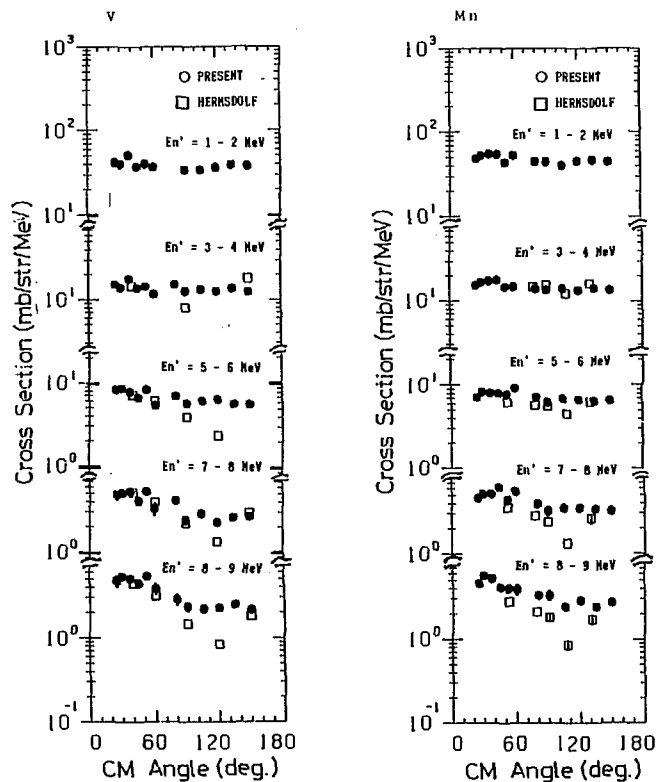 V
10³
10²
10¹
10¹
10¹
10⁰
10⁰
10⁰
10⁻¹
Cross Section (mb/str/MeV)
○ PRESENT
□ HERMSDOLF
En' = 1 - 2 MeV
En' = 3 - 4 MeV
En' = 5 - 6 MeV
En' = 7 - 8 MeV
En' = 8 - 9 MeV
0 60 120 180
CM Angle (deg.)
Mn
10³
10²
10¹
10¹
10¹
10⁰
10⁰
10⁰
10⁻¹
Cross Section (mb/str/MeV)
○ PRESENT
□ HERMSDOLF
En' = 1 - 2 MeV
En' = 3 - 4 MeV
En' = 5 - 6 MeV
En' = 7 - 8 MeV
En' = 8 - 9 MeV
0 60 120 180
CM Angle (deg.)